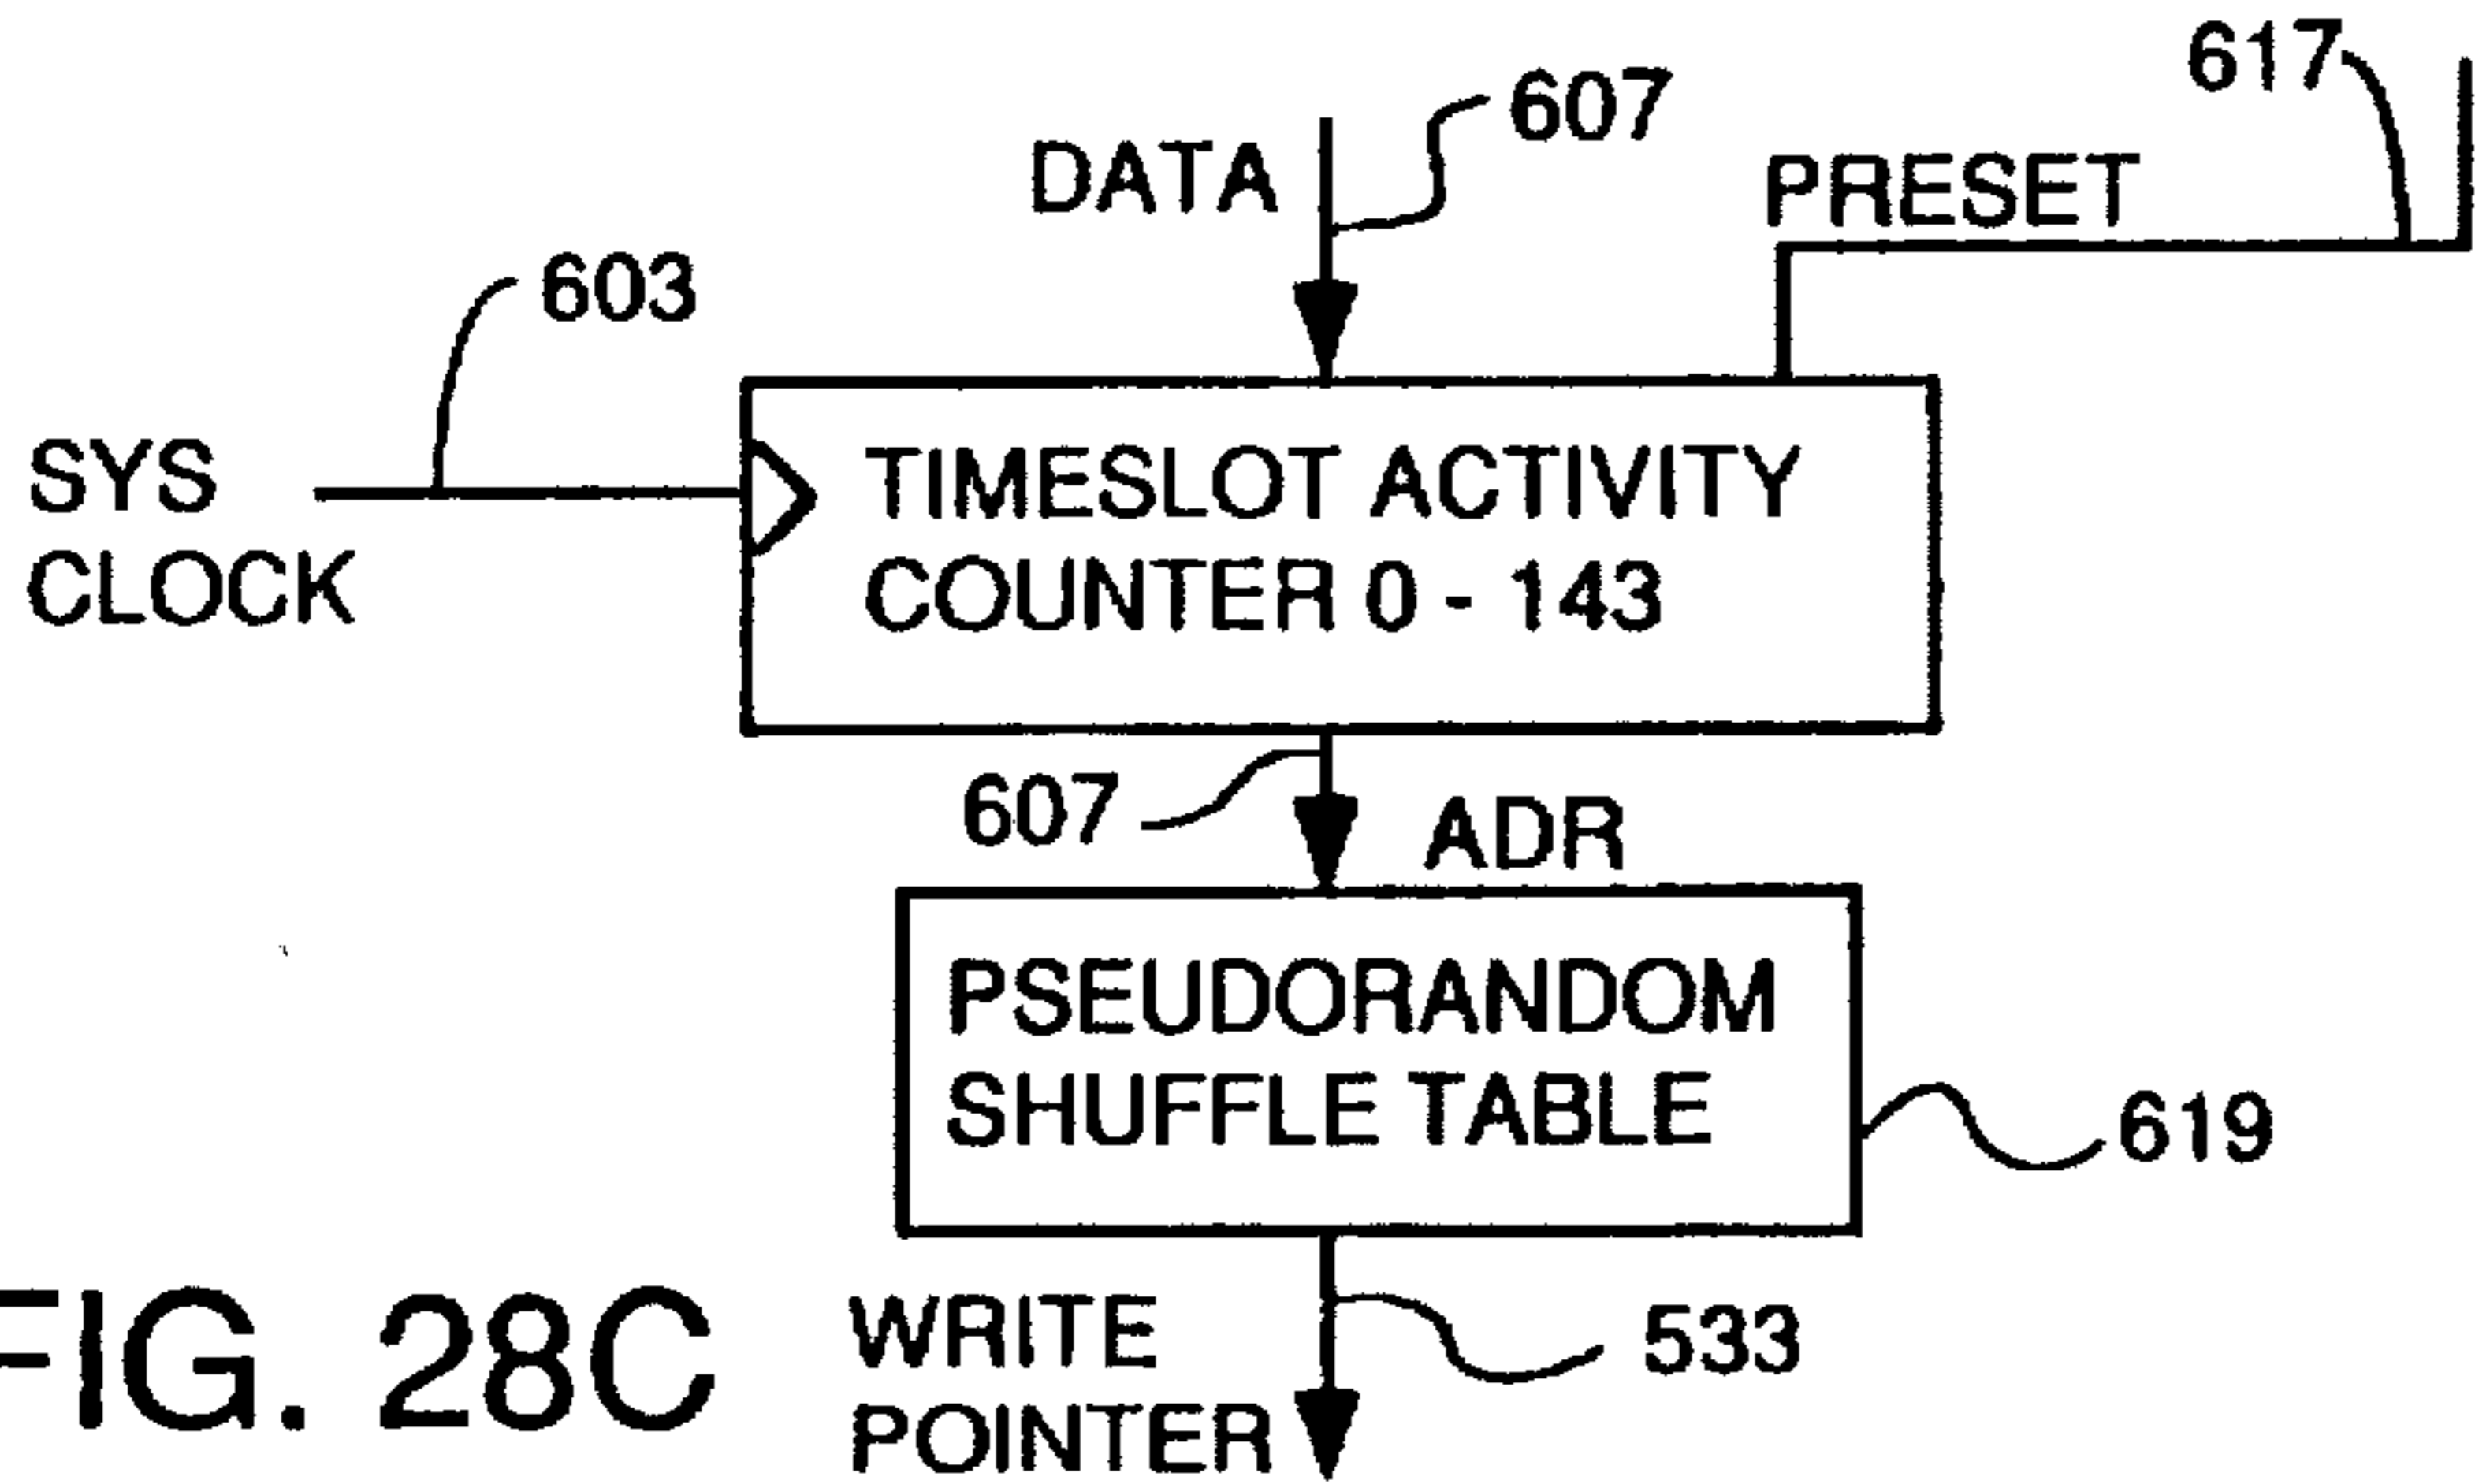 617
607
DATA
PRESET
603
SYS
CLOCK
TIMESLOT ACTIVITY
COUNTER 0 - 143
607
ADR
PSEUDORANDOM
SHUFFLE TABLE
619
WRITE
POINTER
533
FIG. 28C